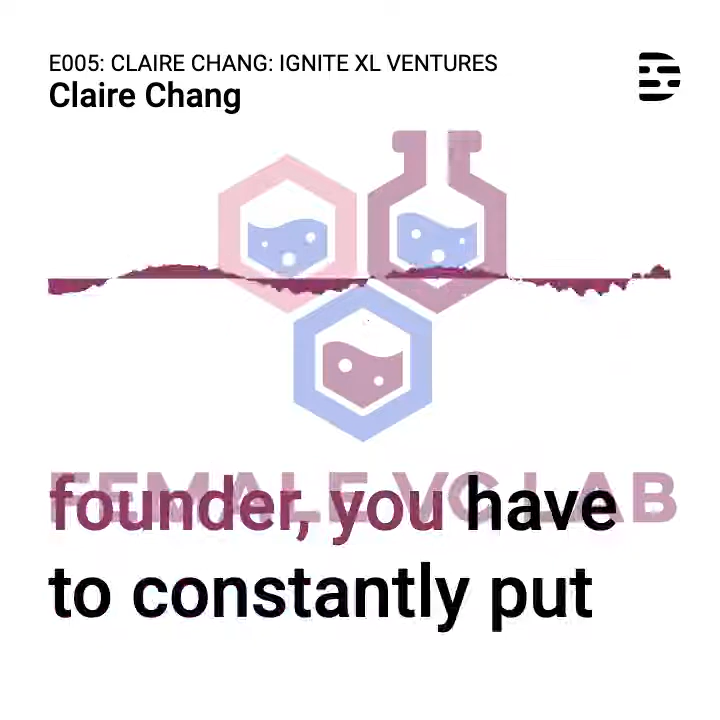 E005: CLAIRE CHANG: IGNITE XL VENTURES
Claire Chang
FEMALE VC LAB
founder, you have
to constantly put